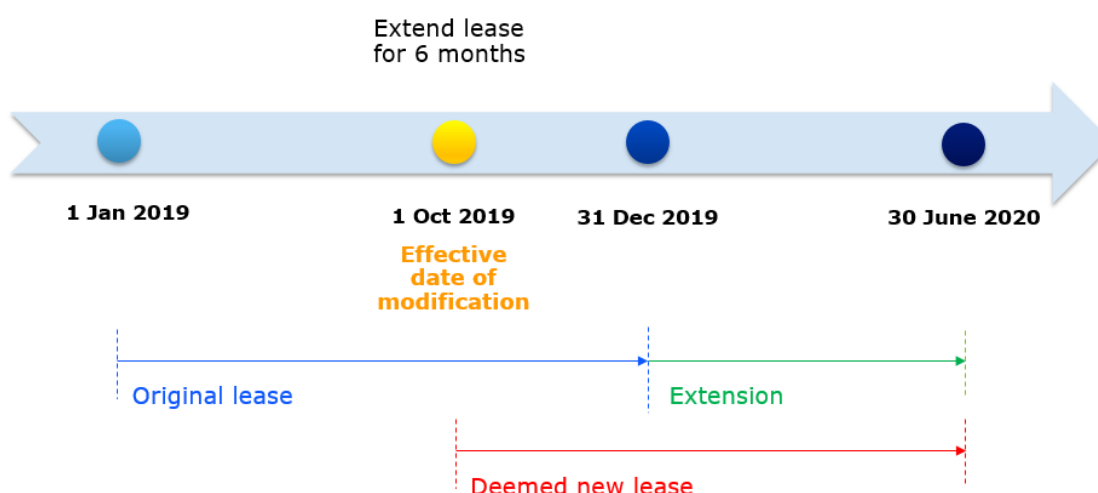 Extend lease
for 6 months
1 Jan 2019
1 Oct 2019
31 Dec 2019
30 June 2020
Effective
date of
modification
Original lease
Extension
Deemed new lease